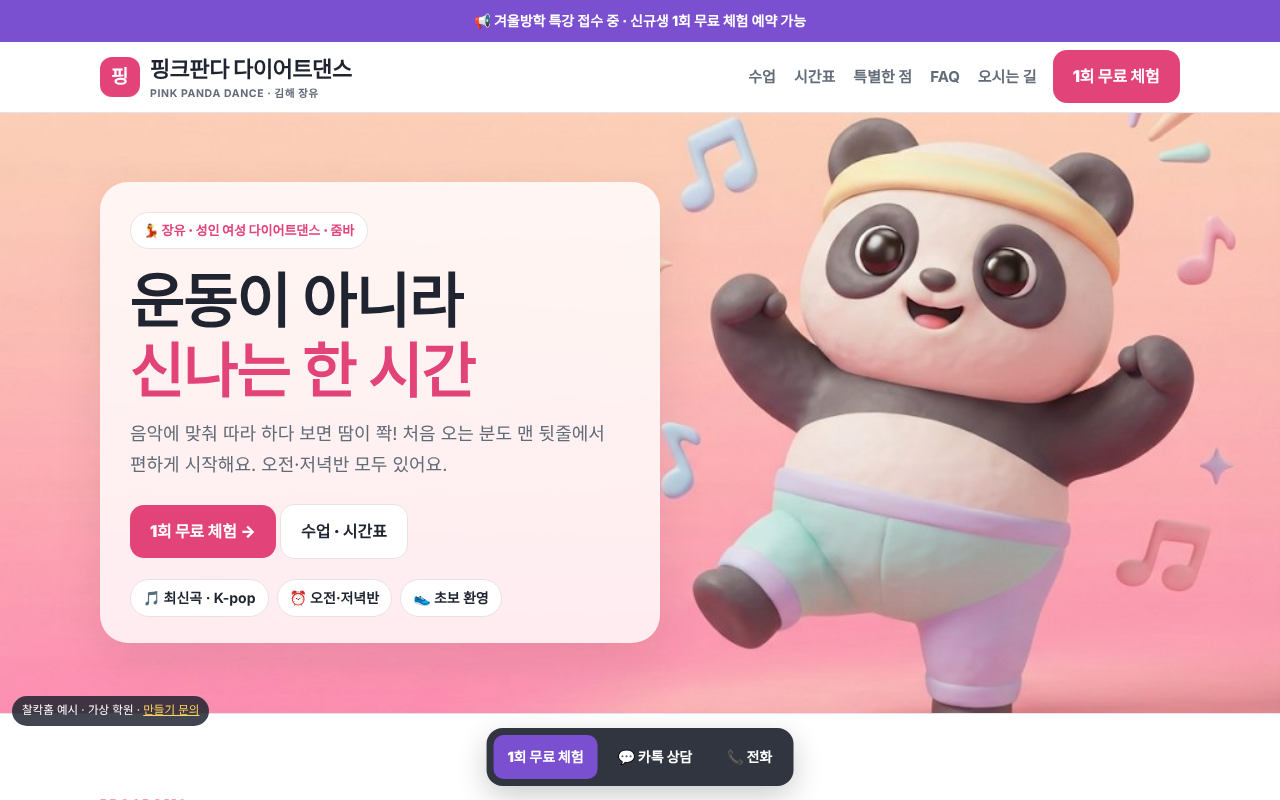 📢 겨울방학 특강 접수 중 · 신규생 1회 무료 체험 예약 가능
핑
핑크판다 다이어트댄스
PINK PANDA DANCE · 김해 장유
수업 시간표 특별한 점 FAQ 오시는 길 1회 무료 체험
💃 장유 · 성인 여성 다이어트댄스 · 줌바
운동이 아니라
신나는 한 시간
음악에 맞춰 따라 하다 보면 땀이 쫙! 처음 오는 분도 맨 뒷줄에서
편하게 시작해요. 오전·저녁반 모두 있어요.
1회 무료 체험 → 수업 · 시간표
🎵 최신곡 · K-pop ⏰ 오전·저녁반 👟 초보 환영
찰칵홈 예시 · 가상 학원 · 만들기 문의
1회 무료 체험 💬 카톡 상담 📞 전화